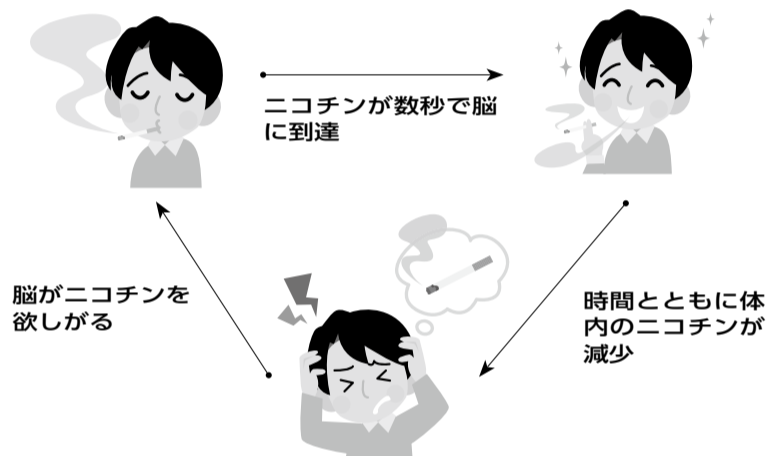 ニコチンが数秒で脳
に到達
脳がニコチンを
欲しがる
時間とともに体
内のニコチンが
減少